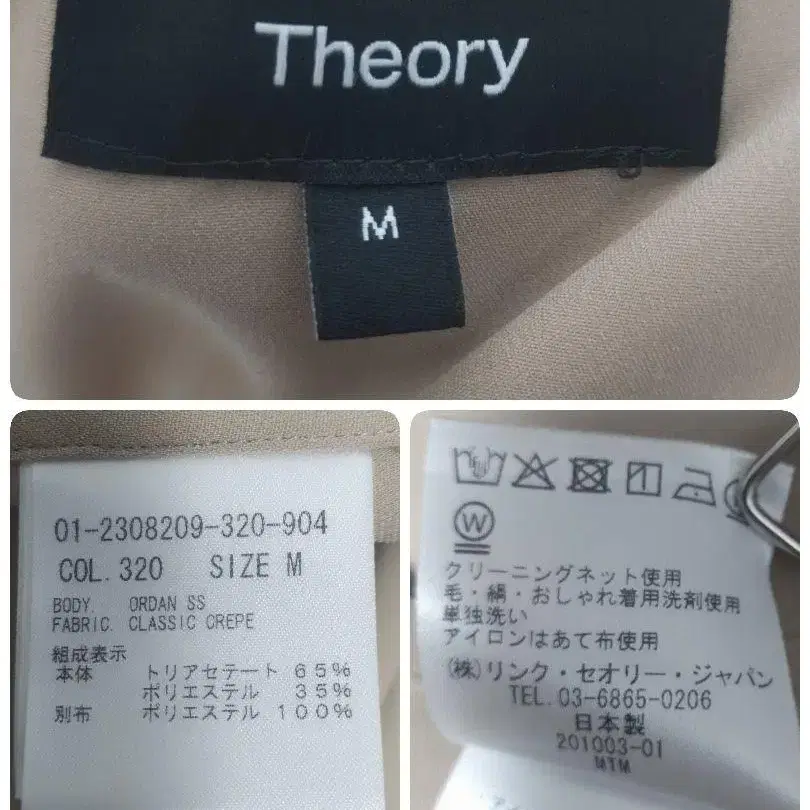 Theory
M
01-2308209-320-904
COL. 320 SIZE M
BODY. ORDAN SS
FABRIC. CLASSIC CREPE
組成表示
本体 トリアセテート 65%
ポリエステル 35%
別布 ポリエステル 100%
W
クリーニングネット使用
毛・絹・おしゃれ着用洗剤使用
単独洗い
アイロンはあて布使用
(株)リンク・セオリー・ジャパン
TEL. 03-6865-0206
日本製
201003-01
MTM